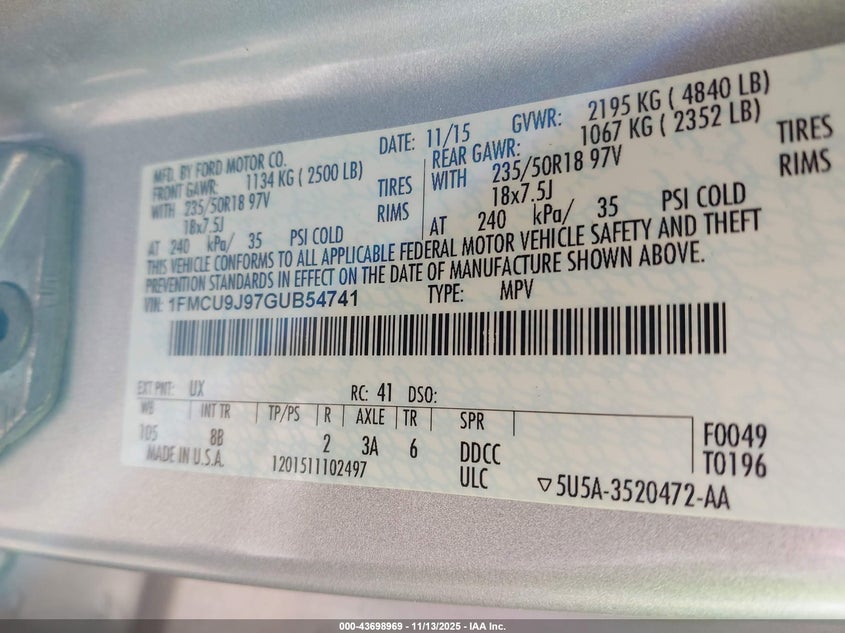 MFD. BY FORD MOTOR CO. DATE: 11/15 GVWR: 2195 KG ( 4840 LB)
FRONT GAWR: 1134 KG ( 2500 LB) REAR GAWR: 1067 KG ( 2352 LB)
WITH 235/50R18 97V TIRES WITH 235/50R18 97V TIRES
18x7.5J RIMS 18x7.5J RIMS
AT 240 kPa/ 35 PSI COLD AT 240 kPa/ 35 PSI COLD
THIS VEHICLE CONFORMS TO ALL APPLICABLE FEDERAL MOTOR VEHICLE SAFETY AND THEFT
PREVENTION STANDARDS IN EFFECT ON THE DATE OF MANUFACTURE SHOWN ABOVE.
VIN: 1FMCU9J97GUB54741 TYPE: MPV
EXT PNT: UX RC: 41 DSO:
WB INT TR TP/PS R AXLE TR SPR
105 8B 2 3A 6 DDCC F0049
MADE IN U.S.A. 1201511102497 ULC T0196
5U5A-3520472-AA
000-43698969 - 11/13/2025 - IAA Inc.